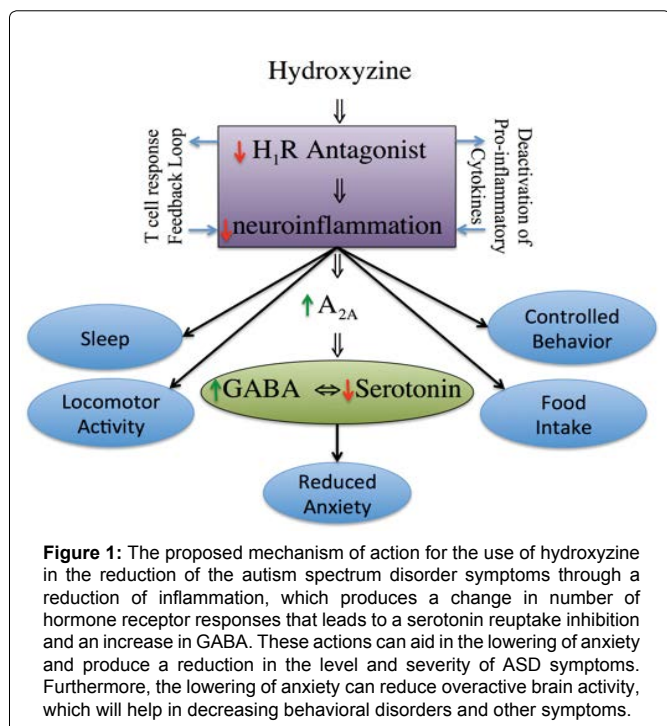 Hydroxyzine
⇓
↓ H₁R Antagonist
⇓
↓neuroinflammation
T cell response
Feedback Loop
Deactivation of
Pro-inflammatory
Cytokines
⇓
↑ A₂A
⇓
↑GABA ⇔ ↓Serotonin
Sleep
Locomotor
Activity
Controlled
Behavior
Food
Intake
Reduced
Anxiety
Figure 1: The proposed mechanism of action for the use of hydroxyzine
in the reduction of the autism spectrum disorder symptoms through a
reduction of inflammation, which produces a change in number of
hormone receptor responses that leads to a serotonin reuptake inhibition
and an increase in GABA. These actions can aid in the lowering of anxiety
and produce a reduction in the level and severity of ASD symptoms.
Furthermore, the lowering of anxiety can reduce overactive brain activity,
which will help in decreasing behavioral disorders and other symptoms.